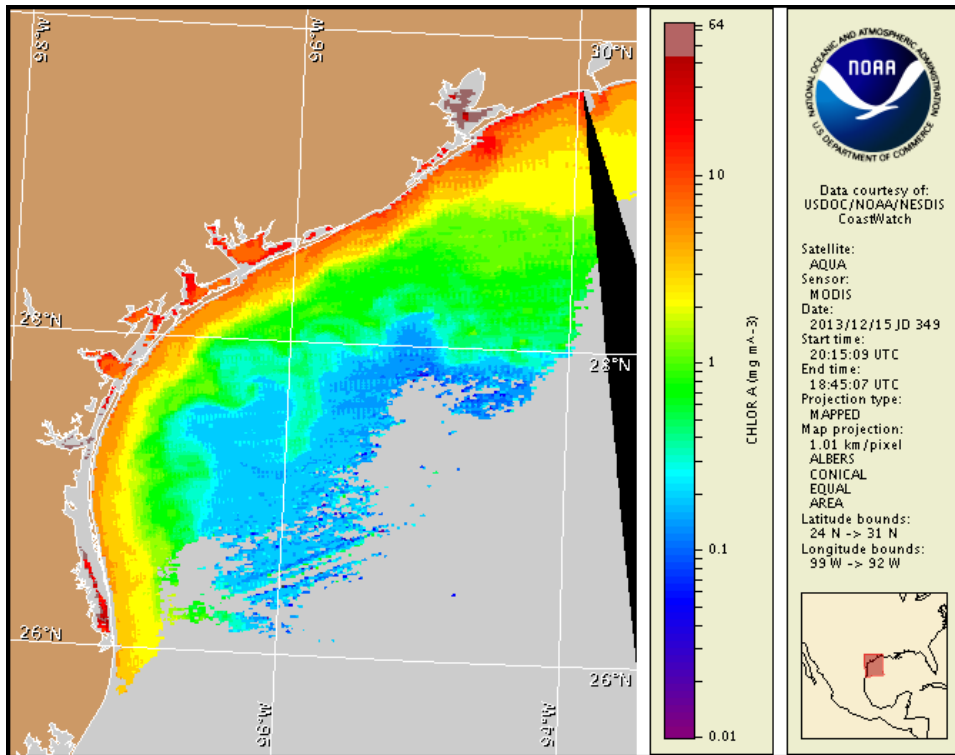 98°W
96°W
30°N
28°N
28°N
26°N
26°N
96°W
94°W
64
10
1
0.1
0.01
CHLOR A (mg m^-3)
NATIONAL OCEANIC AND ATMOSPHERIC ADMINISTRATION
NOAA
U.S. DEPARTMENT OF COMMERCE
Data courtesy of:
USDOC/NOAA/NESDIS
CoastWatch
Satellite:
AQUA
Sensor:
MODIS
Date:
2013/12/15 JD 349
Start time:
20:15:09 UTC
End time:
18:45:07 UTC
Projection type:
MAPPED
Map projection:
1.01 km/pixel
ALBERS
CONICAL
EQUAL
AREA
Latitude bounds:
24 N -> 31 N
Longitude bounds:
99 W -> 92 W